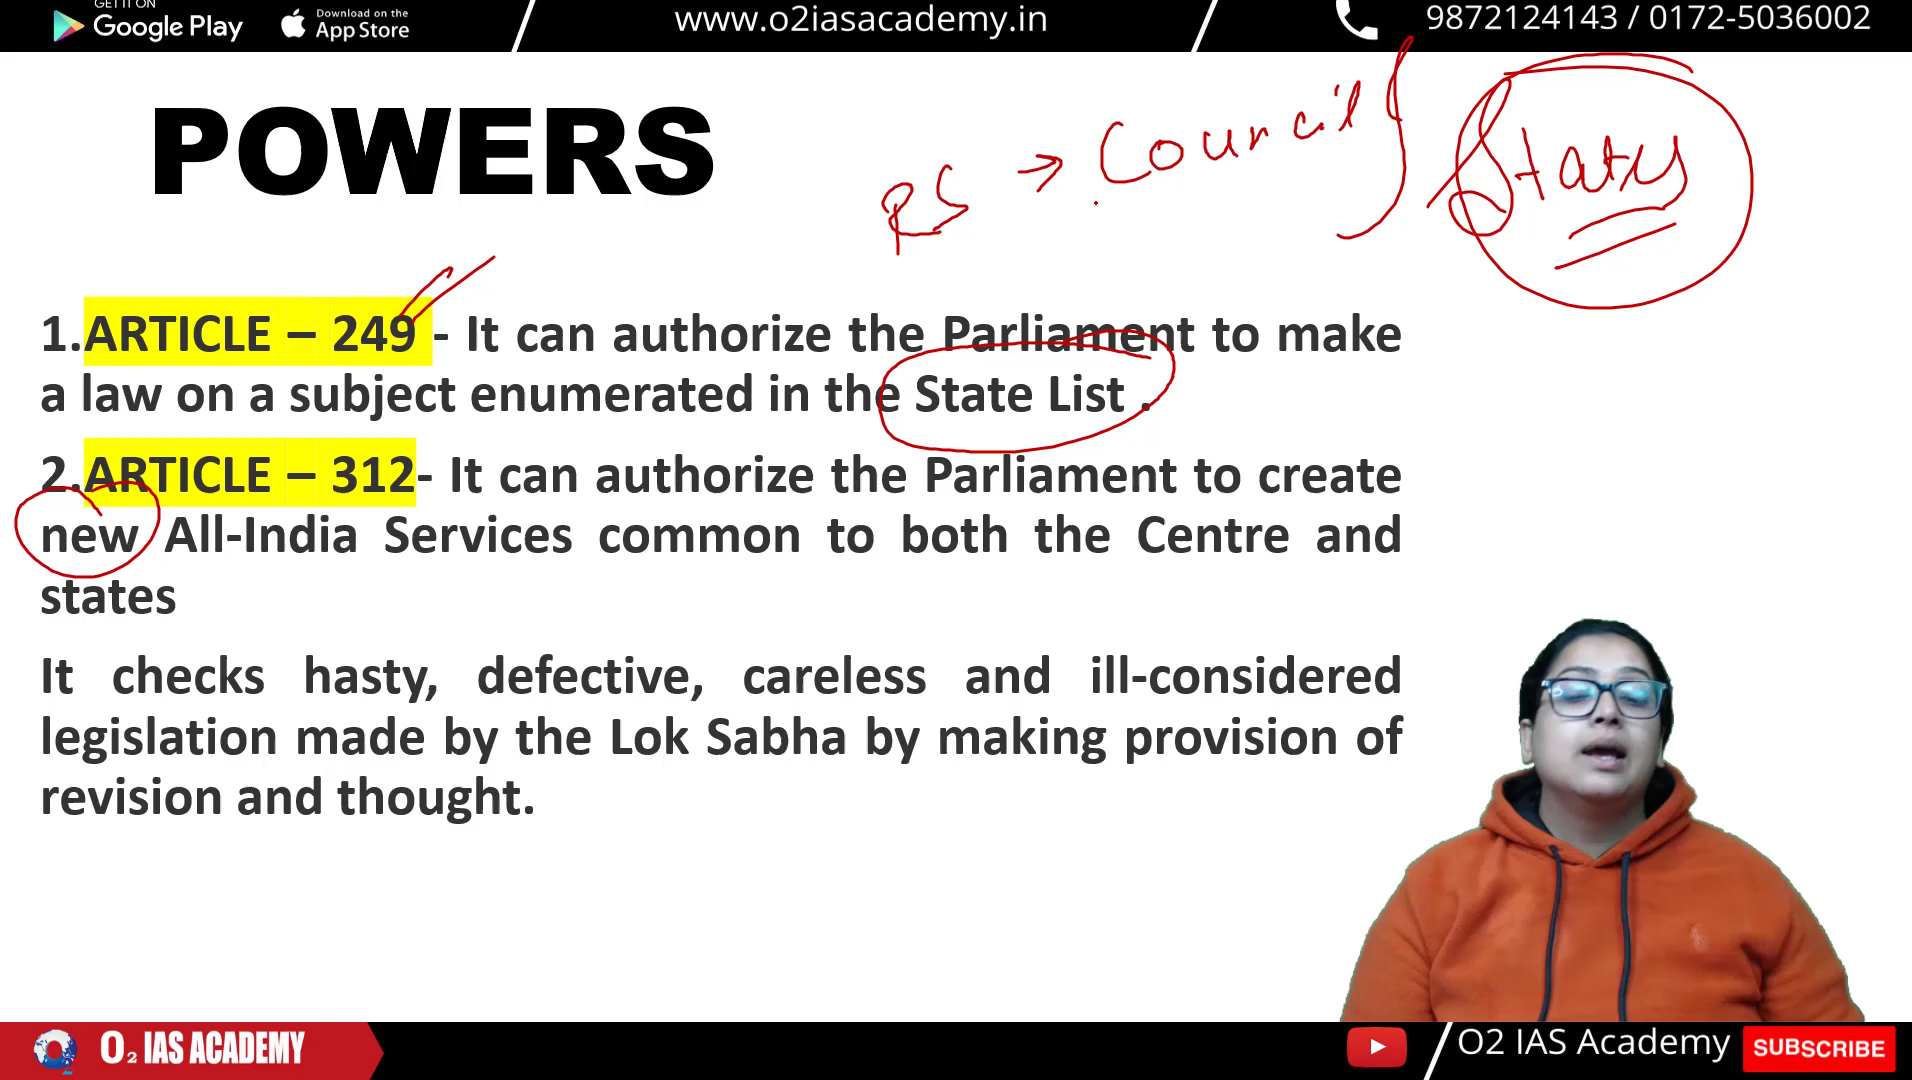 GET IT ON
Google Play
Download on the
App Store
www.o2iasacademy.in
9872124143 / 0172-5036002
POWERS
RS → Council of States
1.ARTICLE – 249 - It can authorize the Parliament to make
a law on a subject enumerated in the State List .
2.ARTICLE – 312- It can authorize the Parliament to create
new All-India Services common to both the Centre and
states
It checks hasty, defective, careless and ill-considered
legislation made by the Lok Sabha by making provision of
revision and thought.
O2 IAS ACADEMY
O2 IAS Academy
SUBSCRIBE